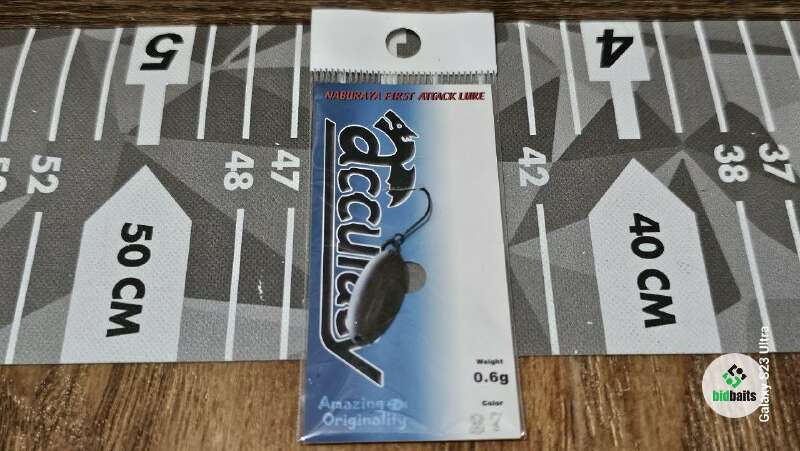 NABURAYA FIRST ATTACK LURE
accuracy
Weight
0.6g
Color
27
Amazing
Originality
5
52
50 CM
48
47
42
4
40 CM
38
37
bidbaits
Galaxy S23 Ultra